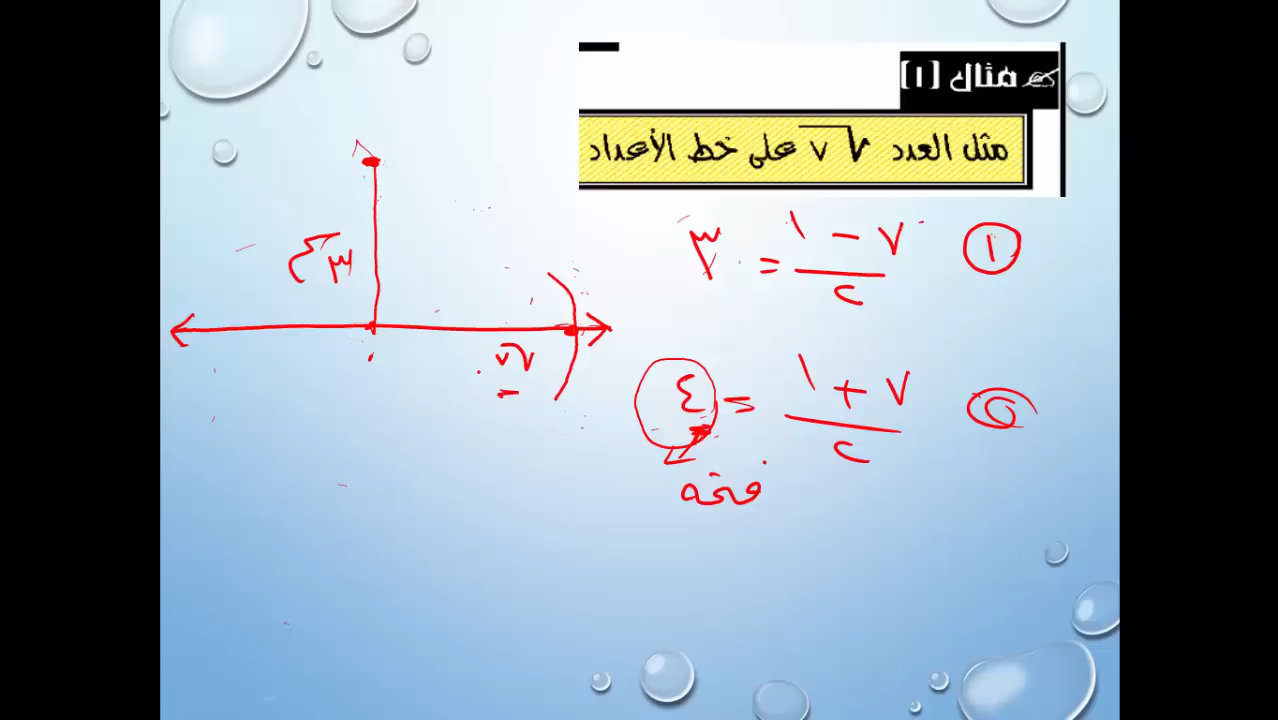 مثال [١]
مثل العدد √٧ على خط الأعداد
① ٧ - ١ / ٢ = ٣
② ٧ + ١ / ٢ = ٤
فتحه
٣ سم
√٧